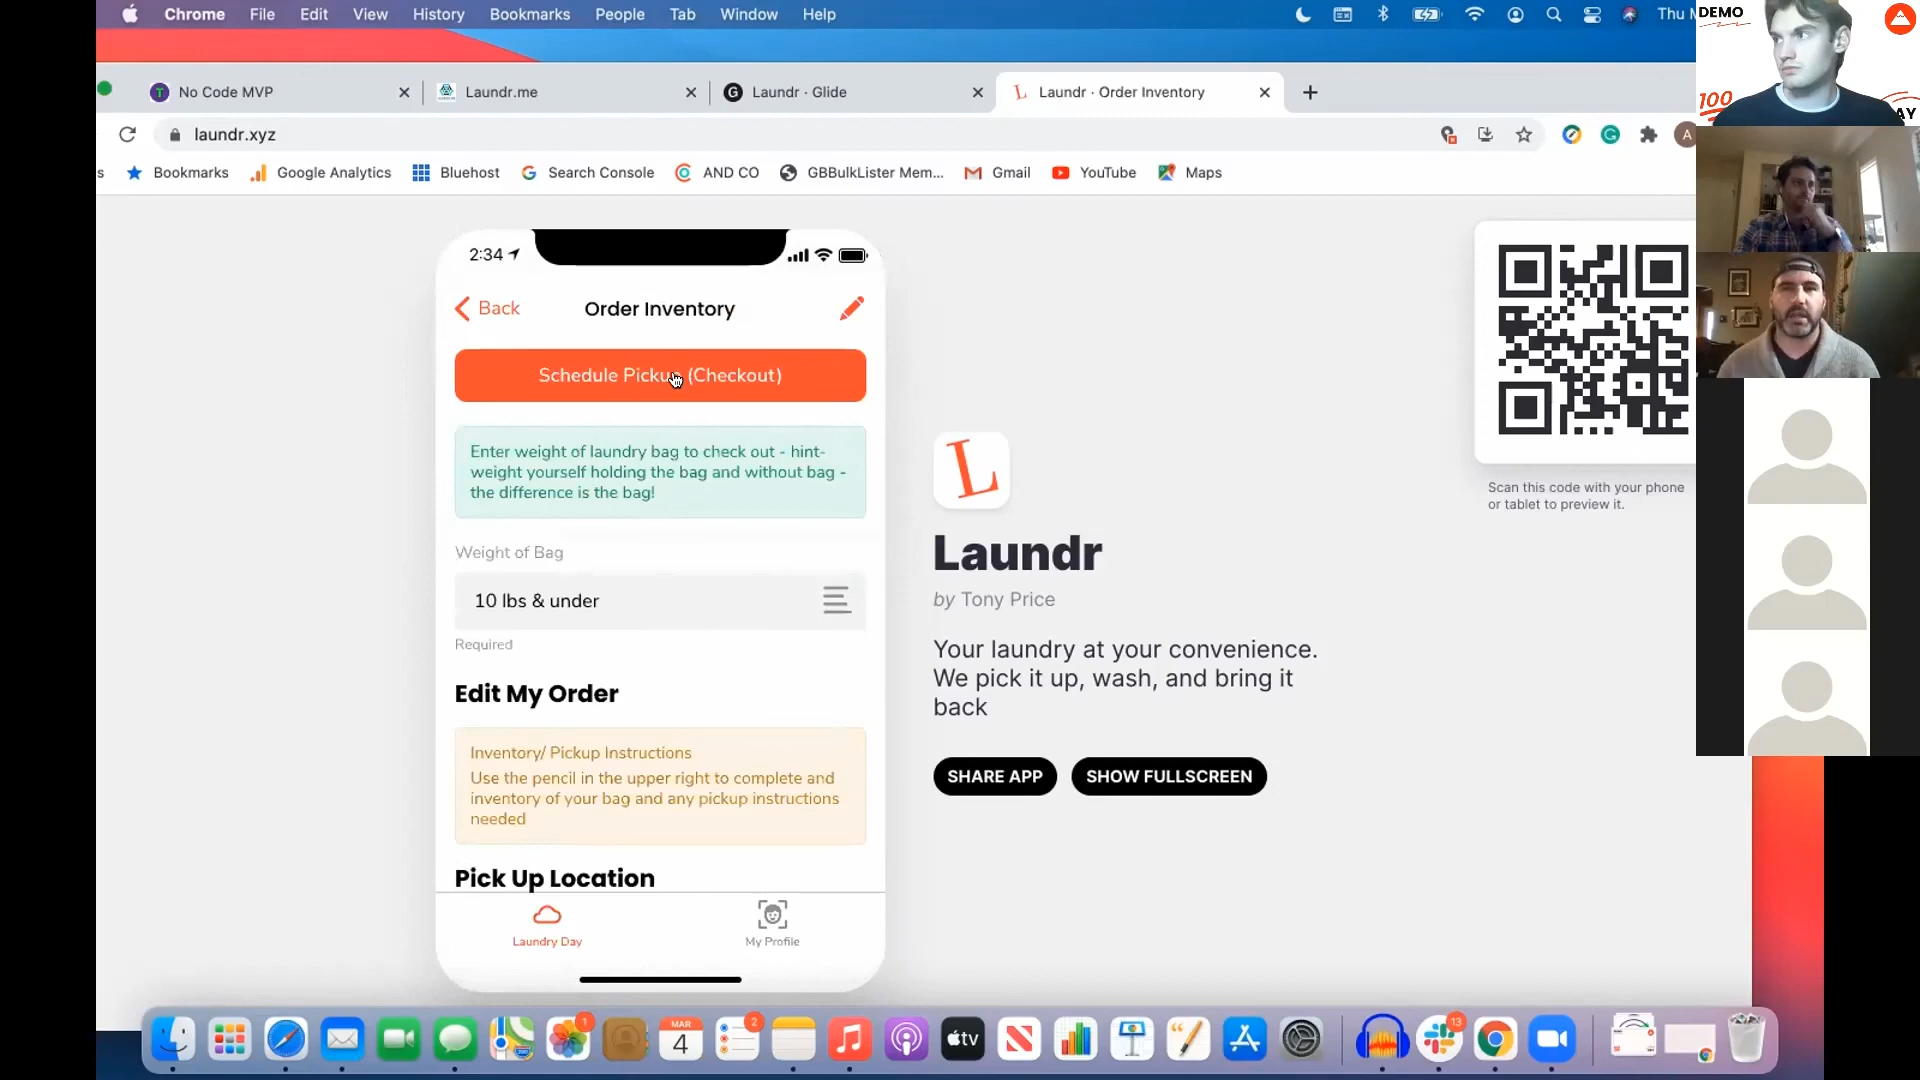 Chrome File Edit View History Bookmarks People Tab Window Help
Thu M
DEMO
100
AY
T No Code MVP
Laundr.me
G Laundr · Glide
L Laundr · Order Inventory
laundr.xyz
A
s Bookmarks Google Analytics Bluehost Search Console AND CO GBBulkLister Mem... Gmail YouTube Maps
2:34
Back
Order Inventory
Schedule Pickup (Checkout)
Enter weight of laundry bag to check out - hint-
weight yourself holding the bag and without bag -
the difference is the bag!
Weight of Bag
10 lbs & under
Required
Edit My Order
Inventory/ Pickup Instructions
Use the pencil in the upper right to complete and
inventory of your bag and any pickup instructions
needed
Pick Up Location
Laundry Day
My Profile
L
Laundr
by Tony Price
Your laundry at your convenience.
We pick it up, wash, and bring it
back
SHARE APP
SHOW FULLSCREEN
Scan this code with your phone
or tablet to preview it.
1
MAR
4
2
tv
13